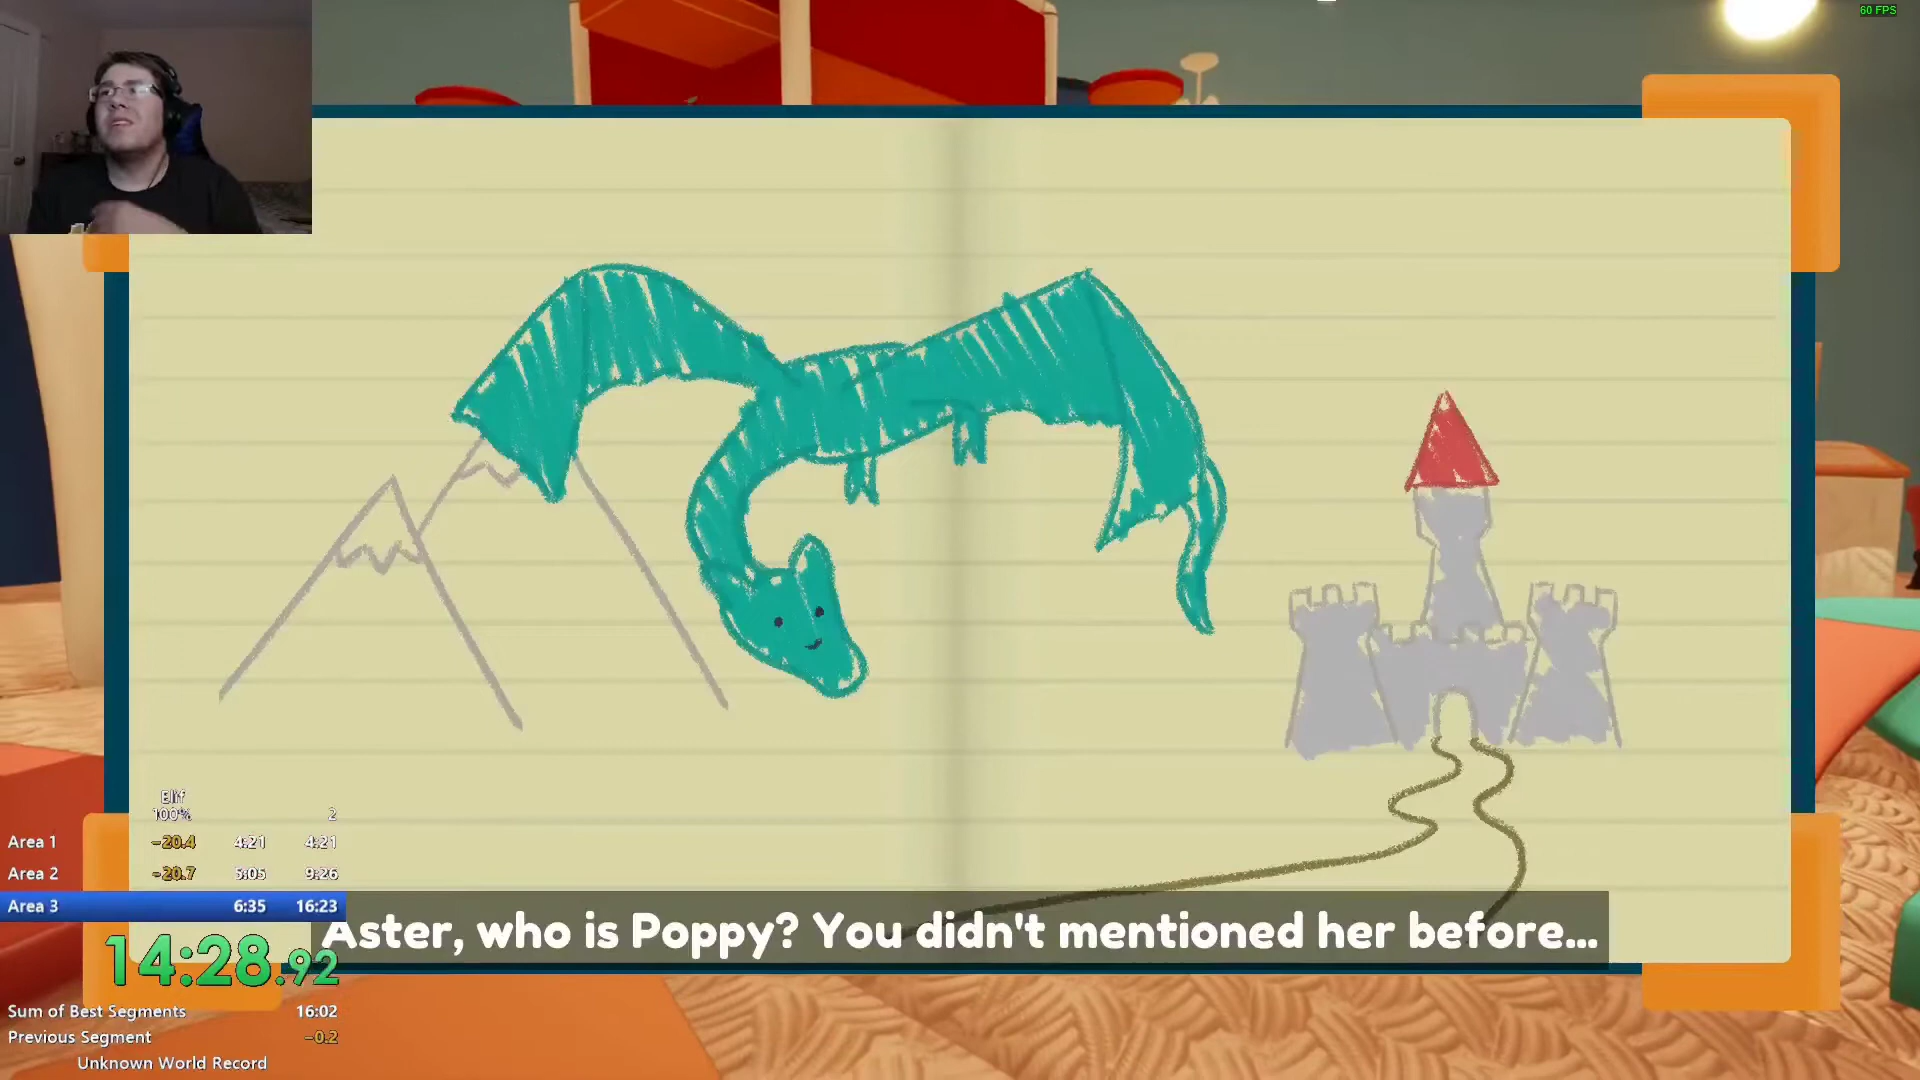 60 FPS
Elif
100% 2
Area 1 -20.4 4:21 4:21
Area 2 -20.7 5:05 9:26
Area 3 6:35 16:23
Aster, who is Poppy? You didn't mentioned her before...
14:28.92
Sum of Best Segments 16:02
Previous Segment -0.2
Unknown World Record